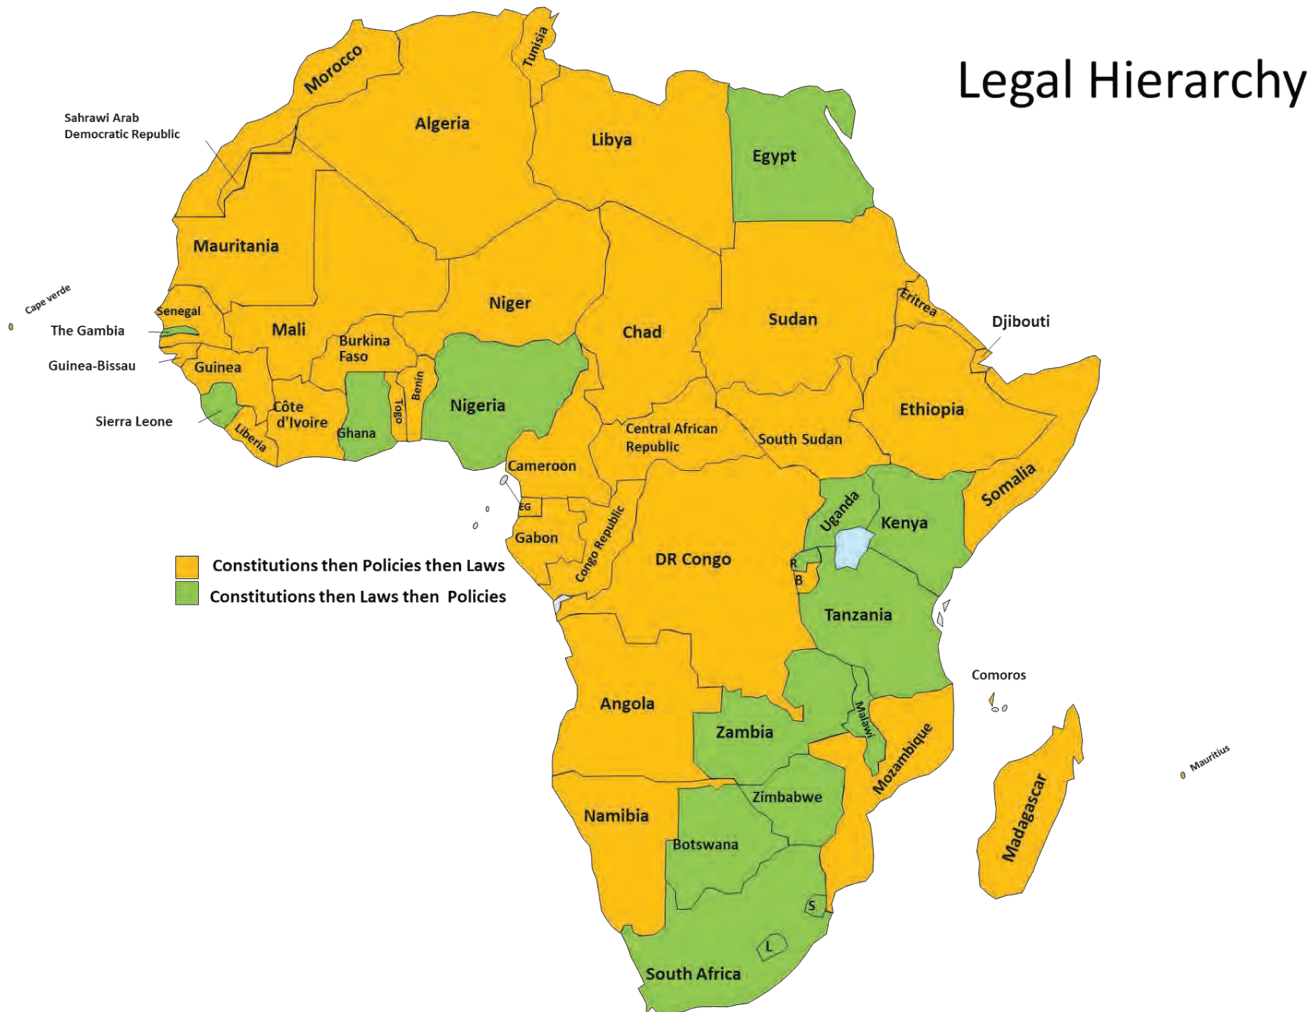 Legal Hierarchy
Morocco
Tunisia
Algeria
Libya
Egypt
Sahrawi Arab
Democratic Republic
Mauritania
Cape verde
Senegal
The Gambia
Guinea-Bissau
Guinea
Sierra Leone
Liberia
Mali
Burkina
Faso
Côte
d'Ivoire
Ghana
Togo
Benin
Niger
Nigeria
Chad
Sudan
Eritrea
Djibouti
Ethiopia
Somalia
South Sudan
Central African
Republic
Cameroon
EG
Gabon
Congo Republic
DR Congo
Uganda
Kenya
R
B
Tanzania
Constitutions then Policies then Laws
Constitutions then Laws then Policies
Angola
Zambia
Malawi
Mozambique
Comoros
Madagascar
Mauritius
Namibia
Zimbabwe
Botswana
S
L
South Africa